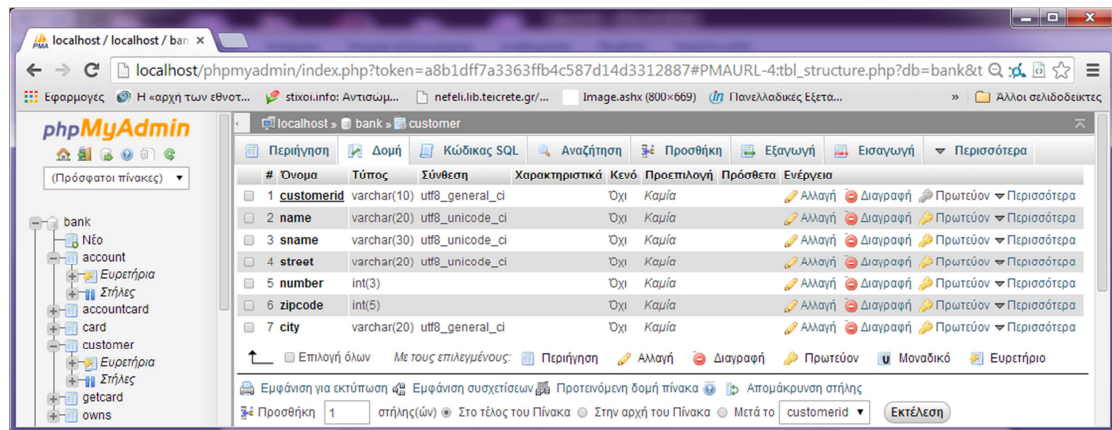 localhost / localhost / ban ×
localhost/phpmyadmin/index.php?token=a8b1dff7a3363ffb4c587d14d3312887#PMAURL-4:tbl_structure.php?db=bank&t
Εφαρμογές Η «αρχή των εθνοτ... stixoi.info: Αντισώμ... nefeli.lib.teicrete.gr/... Image.ashx (800×669) Πανελλαδικές Εξετά... » Άλλοι σελιδοδείκτες
phpMyAdmin
(Πρόσφατοι πίνακες)
bank
Νέο
account
Ευρετήρια
Στήλες
accountcard
card
customer
Ευρετήρια
Στήλες
getcard
owns
localhost » bank » customer
Περιήγηση Δομή Κώδικας SQL Αναζήτηση Προσθήκη Εξαγωγή Εισαγωγή Περισσότερα
# Όνομα Τύπος Σύνθεση Χαρακτηριστικά Κενό Προεπιλογή Πρόσθετα Ενέργεια
1 customerid varchar(10) utf8_general_ci Όχι Καμία Αλλαγή Διαγραφή Πρωτεύον Περισσότερα
2 name varchar(20) utf8_unicode_ci Όχι Καμία Αλλαγή Διαγραφή Πρωτεύον Περισσότερα
3 sname varchar(30) utf8_unicode_ci Όχι Καμία Αλλαγή Διαγραφή Πρωτεύον Περισσότερα
4 street varchar(20) utf8_unicode_ci Όχι Καμία Αλλαγή Διαγραφή Πρωτεύον Περισσότερα
5 number int(3) Όχι Καμία Αλλαγή Διαγραφή Πρωτεύον Περισσότερα
6 zipcode int(5) Όχι Καμία Αλλαγή Διαγραφή Πρωτεύον Περισσότερα
7 city varchar(20) utf8_general_ci Όχι Καμία Αλλαγή Διαγραφή Πρωτεύον Περισσότερα
Επιλογή όλων Με τους επιλεγμένους: Περιήγηση Αλλαγή Διαγραφή Πρωτεύον Μοναδικό Ευρετήριο
Εμφάνιση για εκτύπωση Εμφάνιση συσχετίσεων Προτεινόμενη δομή πίνακα Απομάκρυνση στήλης
Προσθήκη 1 στήλης(ών) Στο τέλος του Πίνακα Στην αρχή του Πίνακα Μετά το customerid Εκτέλεση